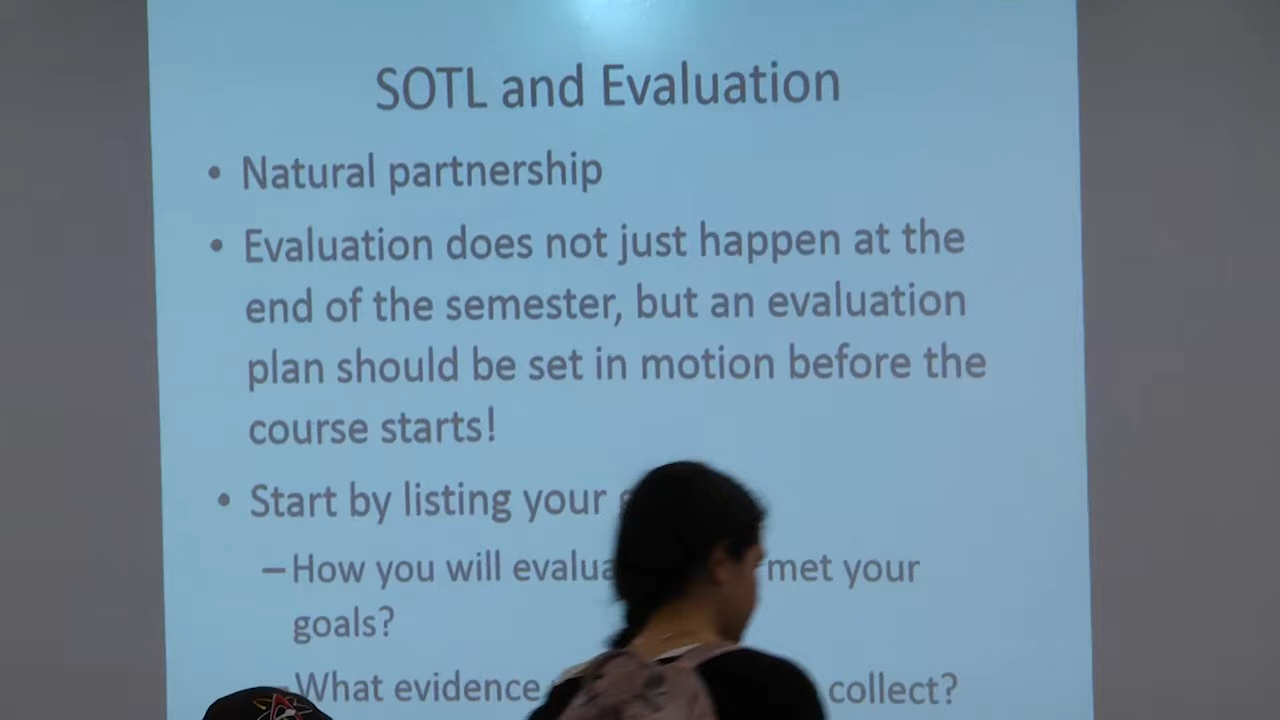 SOTL and Evaluation
• Natural partnership
• Evaluation does not just happen at the
end of the semester, but an evaluation
plan should be set in motion before the
course starts!
• Start by listing your
– How you will met your
goals?
What evidence collect?